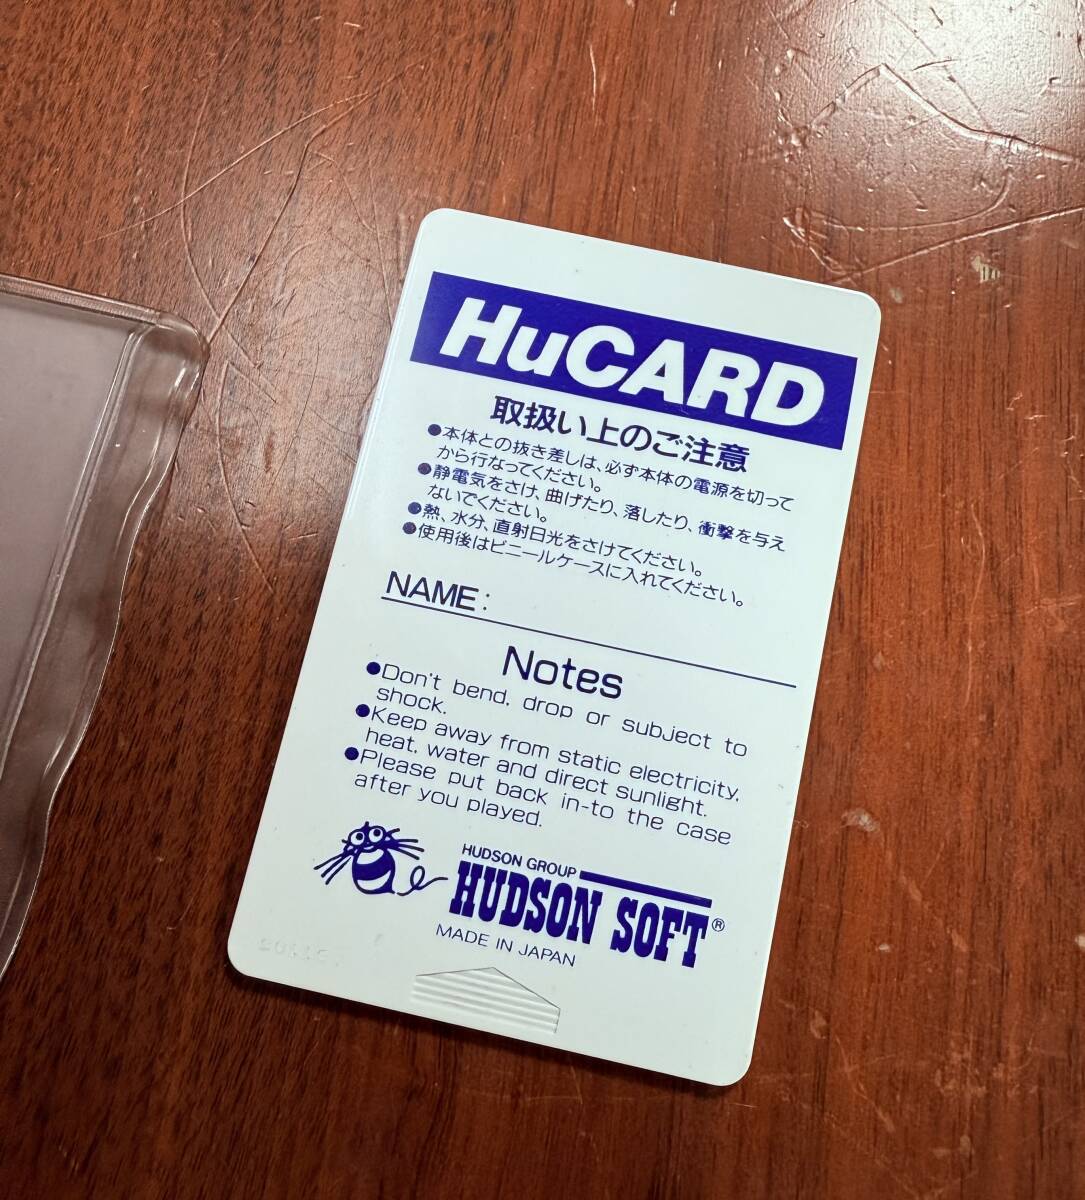 HuCARD
取扱い上のご注意
●本体との抜き差しは、必ず本体の電源を切って
から行なってください。
●静電気をさけ、曲げたり、落したり、衝撃を与え
ないでください。
●熱、水分、直射日光をさけてください。
●使用後はビニールケースに入れてください。
NAME:
Notes
●Don't bend, drop or subject to
shock.
●Keep away from static electricity,
heat, water and direct sunlight.
●Please put back in-to the case
after you played.
HUDSON GROUP
HUDSON SOFT®
MADE IN JAPAN